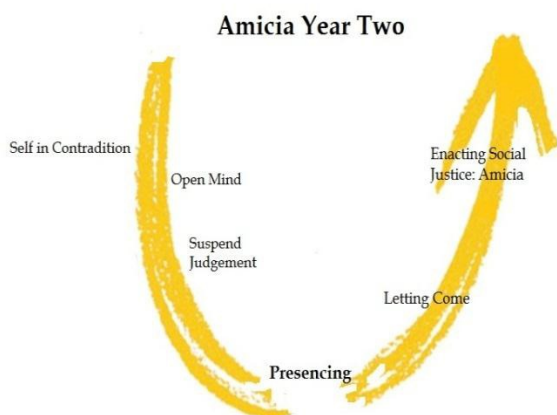 Amicia Year Two
Self in Contradition
Open Mind
Suspend
Judgement
Presencing
Letting Come
Enacting Social
Justice: Amicia